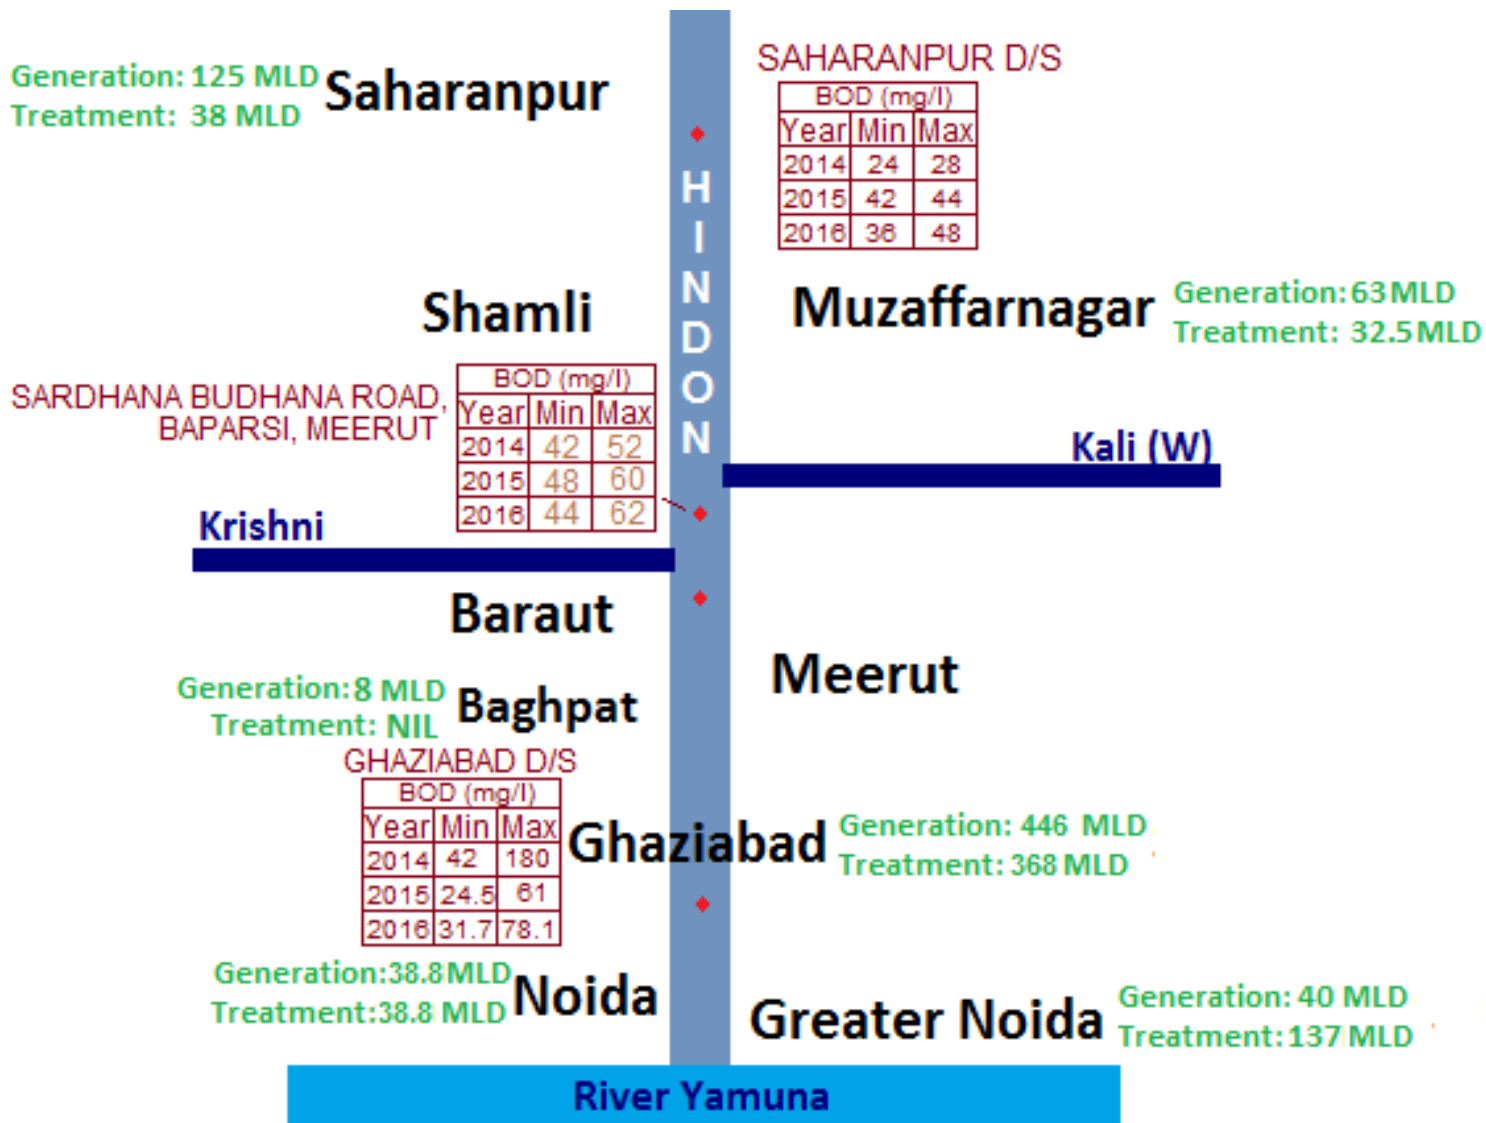 Generation: 125 MLD
Treatment: 38 MLD
Saharanpur
SAHARANPUR D/S
BOD (mg/l)
Year Min Max
2014 24 28
2015 42 44
2016 36 48
HINDON
Shamli
Muzaffarnagar
Generation: 63 MLD
Treatment: 32.5 MLD
SARDHANA BUDHANA ROAD,
BAPARSI, MEERUT
BOD (mg/l)
Year Min Max
2014 42 52
2015 48 60
2016 44 62
Kali (W)
Krishni
Baraut
Meerut
Generation: 8 MLD
Treatment: NIL
Baghpat
GHAZIABAD D/S
BOD (mg/l)
Year Min Max
2014 42 180
2015 24.5 61
2016 31.7 78.1
Ghaziabad
Generation: 446 MLD
Treatment: 368 MLD
Generation:38.8 MLD
Treatment:38.8 MLD
Noida
Greater Noida
Generation: 40 MLD
Treatment: 137 MLD
River Yamuna